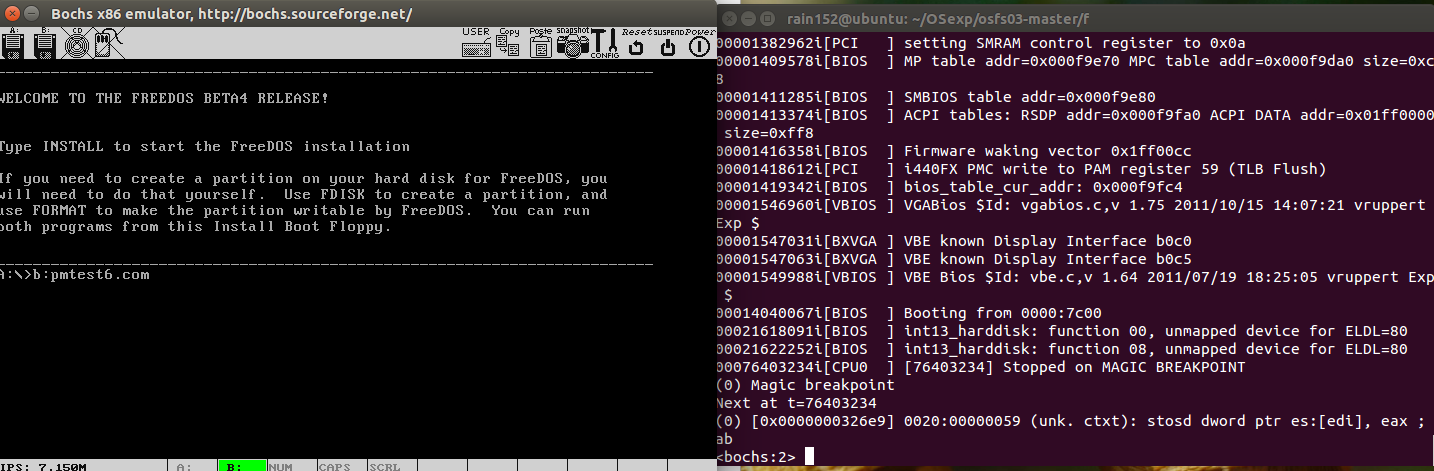 Bochs x86 emulator, http://bochs.sourceforge.net/
A: B: CD USER Copy Paste Snapshot CONFIG Reset SUSPEND Power
WELCOME TO THE FREEDOS BETA4 RELEASE!
Type INSTALL to start the FreeDOS installation
If you need to create a partition on your hard disk for FreeDOS, you
will need to do that yourself.  Use FDISK to create a partition, and
use FORMAT to make the partition writable by FreeDOS.  You can run
both programs from this Install Boot Floppy.
A:\>b:pmtest6.com
IPS: 7.150M A: B: NUM CAPS SCRL
rain152@ubuntu: ~/OSexp/osfs03-master/f
00001382962i[PCI   ] setting SMRAM control register to 0x0a
00001409578i[BIOS  ] MP table addr=0x000f9e70 MPC table addr=0x000f9da0 size=0xc
8
00001411285i[BIOS  ] SMBIOS table addr=0x000f9e80
00001413374i[BIOS  ] ACPI tables: RSDP addr=0x000f9fa0 ACPI DATA addr=0x01ff0000
size=0xff8
00001416358i[BIOS  ] Firmware waking vector 0x1ff00cc
00001418612i[PCI   ] i440FX PMC write to PAM register 59 (TLB Flush)
00001419342i[BIOS  ] bios_table_cur_addr: 0x000f9fc4
00001546960i[VBIOS ] VGABios $Id: vgabios.c,v 1.75 2011/10/15 14:07:21 vruppert
Exp $
00001547031i[BXVGA ] VBE known Display Interface b0c0
00001547063i[BXVGA ] VBE known Display Interface b0c5
00001549988i[VBIOS ] VBE Bios $Id: vbe.c,v 1.64 2011/07/19 18:25:05 vruppert Exp
$
00014040067i[BIOS  ] Booting from 0000:7c00
00021618091i[BIOS  ] int13_harddisk: function 00, unmapped device for ELDL=80
00021622252i[BIOS  ] int13_harddisk: function 08, unmapped device for ELDL=80
00076403234i[CPU0  ] [76403234] Stopped on MAGIC BREAKPOINT
(0) Magic breakpoint
Next at t=76403234
(0) [0x0000000326e9] 0020:00000059 (unk. ctxt): stosd dword ptr es:[edi], eax ;
ab
<bochs:2>